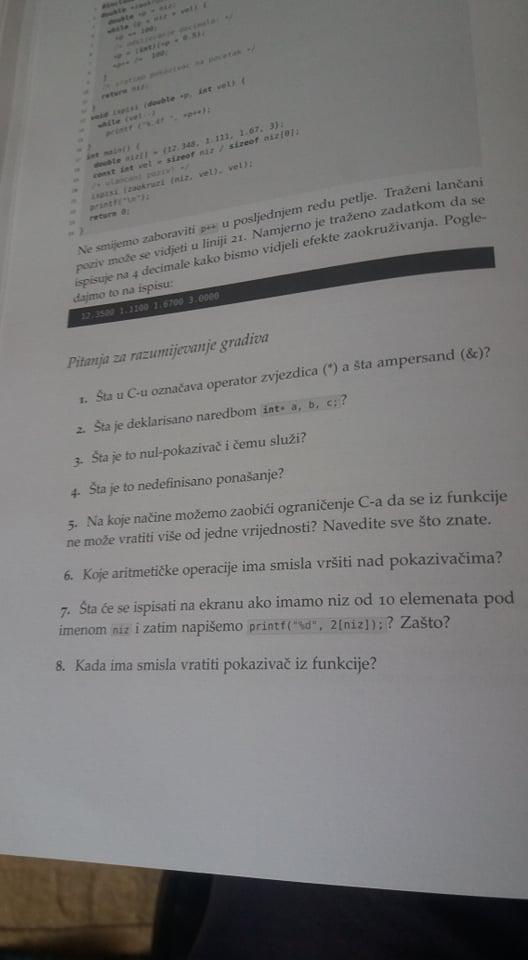 while (p < niz + vel) {
*p *= 100;
*p = (int)(*p + 0.5);
*p++ /= 100;
}
/* vratimo pokazivac na pocetak */
return niz;
}
void ispisi (double *p, int vel) {
while (vel--)
printf ("%.4f ", *p++);
}
int main() {
double niz[] = {12.348, 1.111, 1.67, 3};
const int vel = sizeof niz / sizeof niz[0];
/* ulancani poziv! */
ispisi (zaokruzi (niz, vel), vel);
printf("\n");
return 0;
}
Ne smijemo zaboraviti p++ u posljednjem redu petlje. Traženi lančani
poziv može se vidjeti u liniji 21. Namjerno je traženo zadatkom da se
ispisuje na 4 decimale kako bismo vidjeli efekte zaokruživanja. Pogle-
dajmo to na ispisu:
12.3500 1.1100 1.6700 3.0000
Pitanja za razumijevanje gradiva
1. Šta u C-u označava operator zvjezdica (*) a šta ampersand (&)?
2. Šta je deklarisano naredbom int* a, b, c;?
3. Šta je to nul-pokazivač i čemu služi?
4. Šta je to nedefinisano ponašanje?
5. Na koje načine možemo zaobići ograničenje C-a da se iz funkcije
ne može vratiti više od jedne vrijednosti? Navedite sve što znate.
6. Koje aritmetičke operacije ima smisla vršiti nad pokazivačima?
7. Šta će se ispisati na ekranu ako imamo niz od 10 elemenata pod
imenom niz i zatim napišemo printf("%d", 2[niz]);? Zašto?
8. Kada ima smisla vratiti pokazivač iz funkcije?